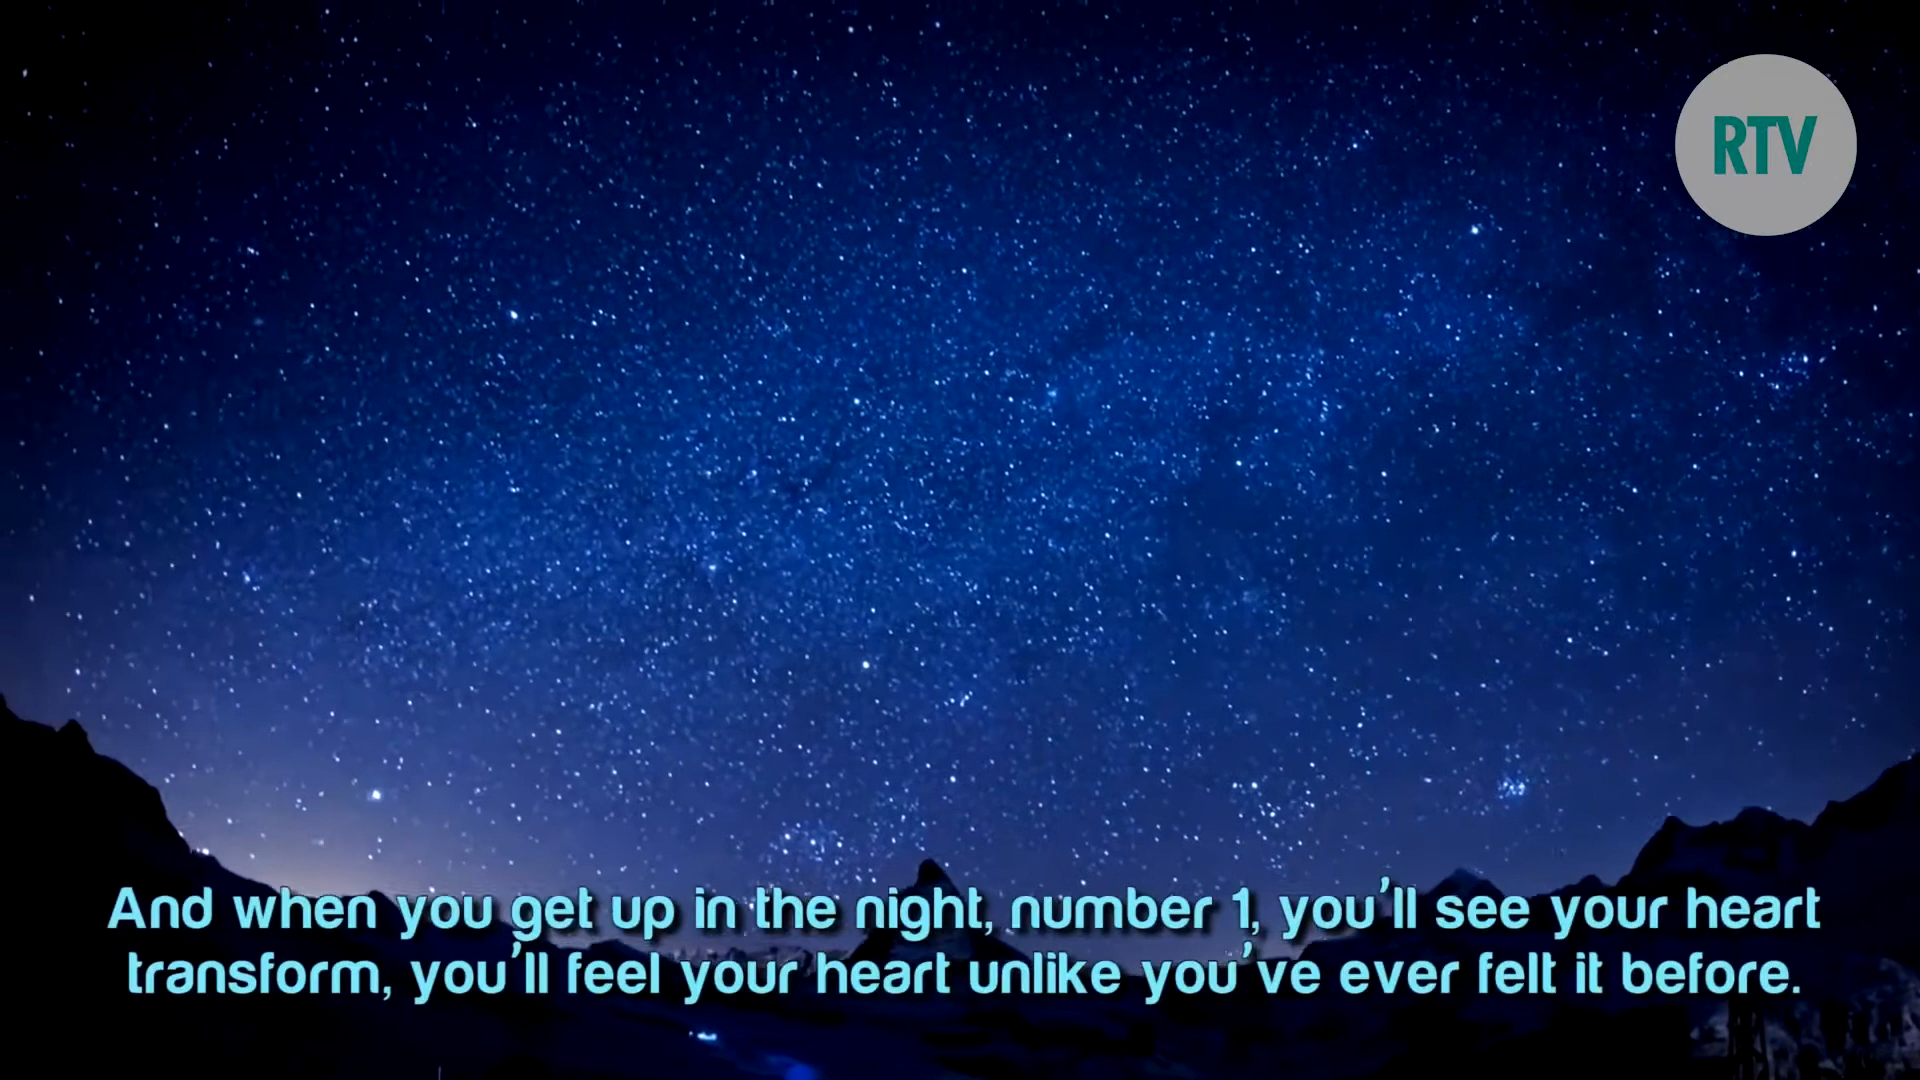 RTV
And when you get up in the night, number 1, you'll see your heart
transform, you'll feel your heart unlike you've ever felt it before.